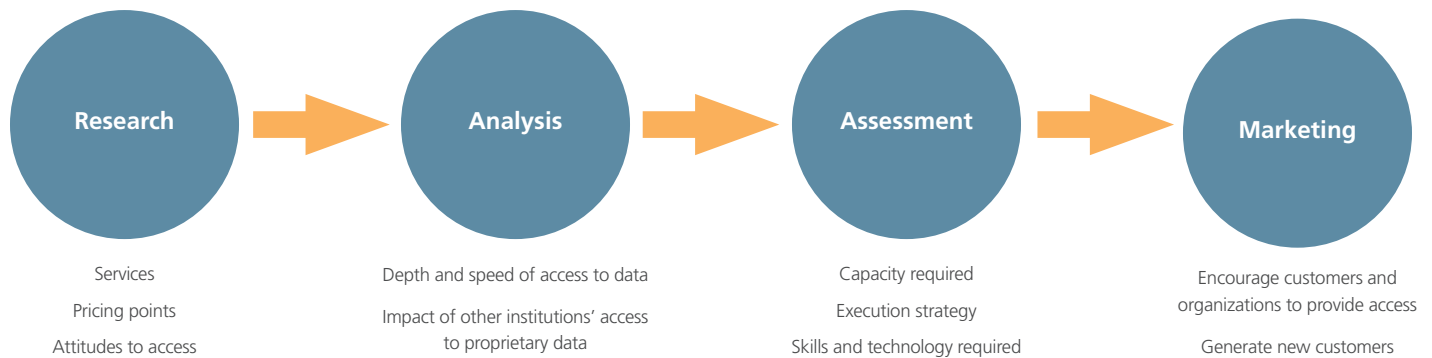 Research
Analysis
Assessment
Marketing
Services
Pricing points
Attitudes to access
Depth and speed of access to data
Impact of other institutions’ access
to proprietary data
Capacity required
Execution strategy
Skills and technology required
Encourage customers and
organizations to provide access
Generate new customers